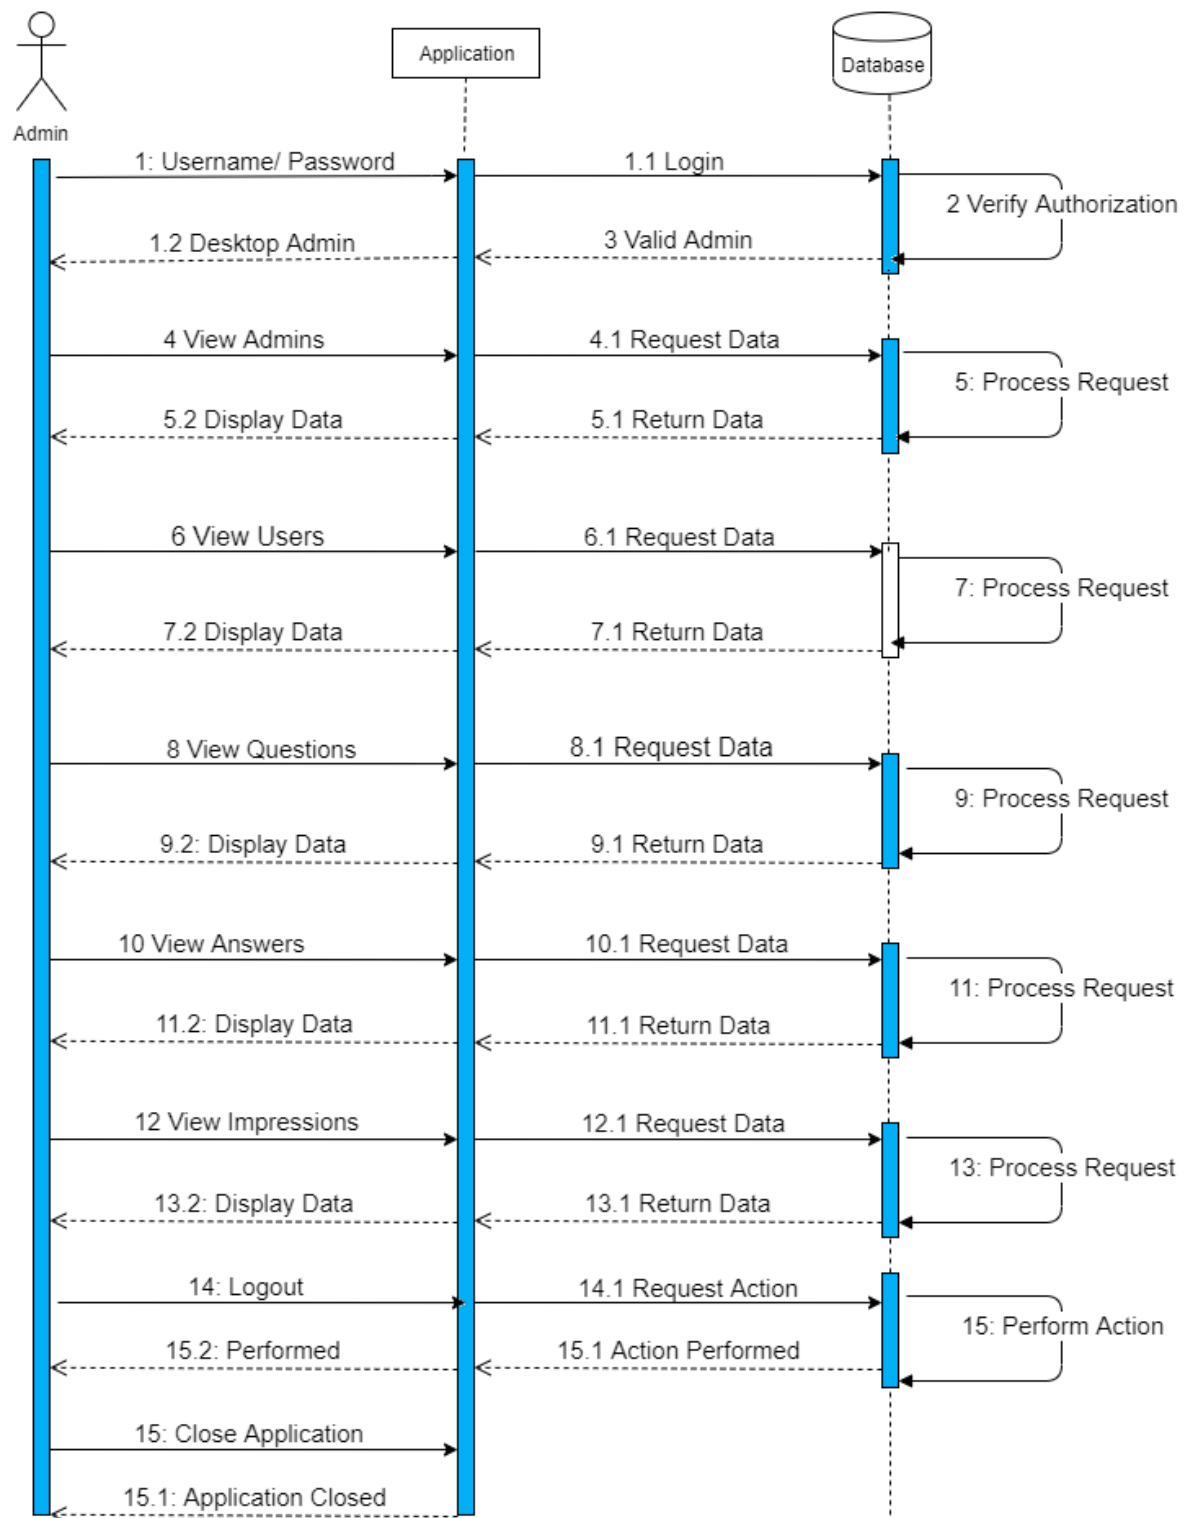 Application
Database
Admin
1: Username/ Password
1.1 Login
2 Verify Authorization
1.2 Desktop Admin
3 Valid Admin
4 View Admins
4.1 Request Data
5: Process Request
5.2 Display Data
5.1 Return Data
6 View Users
6.1 Request Data
7: Process Request
7.2 Display Data
7.1 Return Data
8 View Questions
8.1 Request Data
9: Process Request
9.2: Display Data
9.1 Return Data
10 View Answers
10.1 Request Data
11: Process Request
11.2: Display Data
11.1 Return Data
12 View Impressions
12.1 Request Data
13: Process Request
13.2: Display Data
13.1 Return Data
14: Logout
14.1 Request Action
15: Perform Action
15.2: Performed
15.1 Action Performed
15: Close Application
15.1: Application Closed